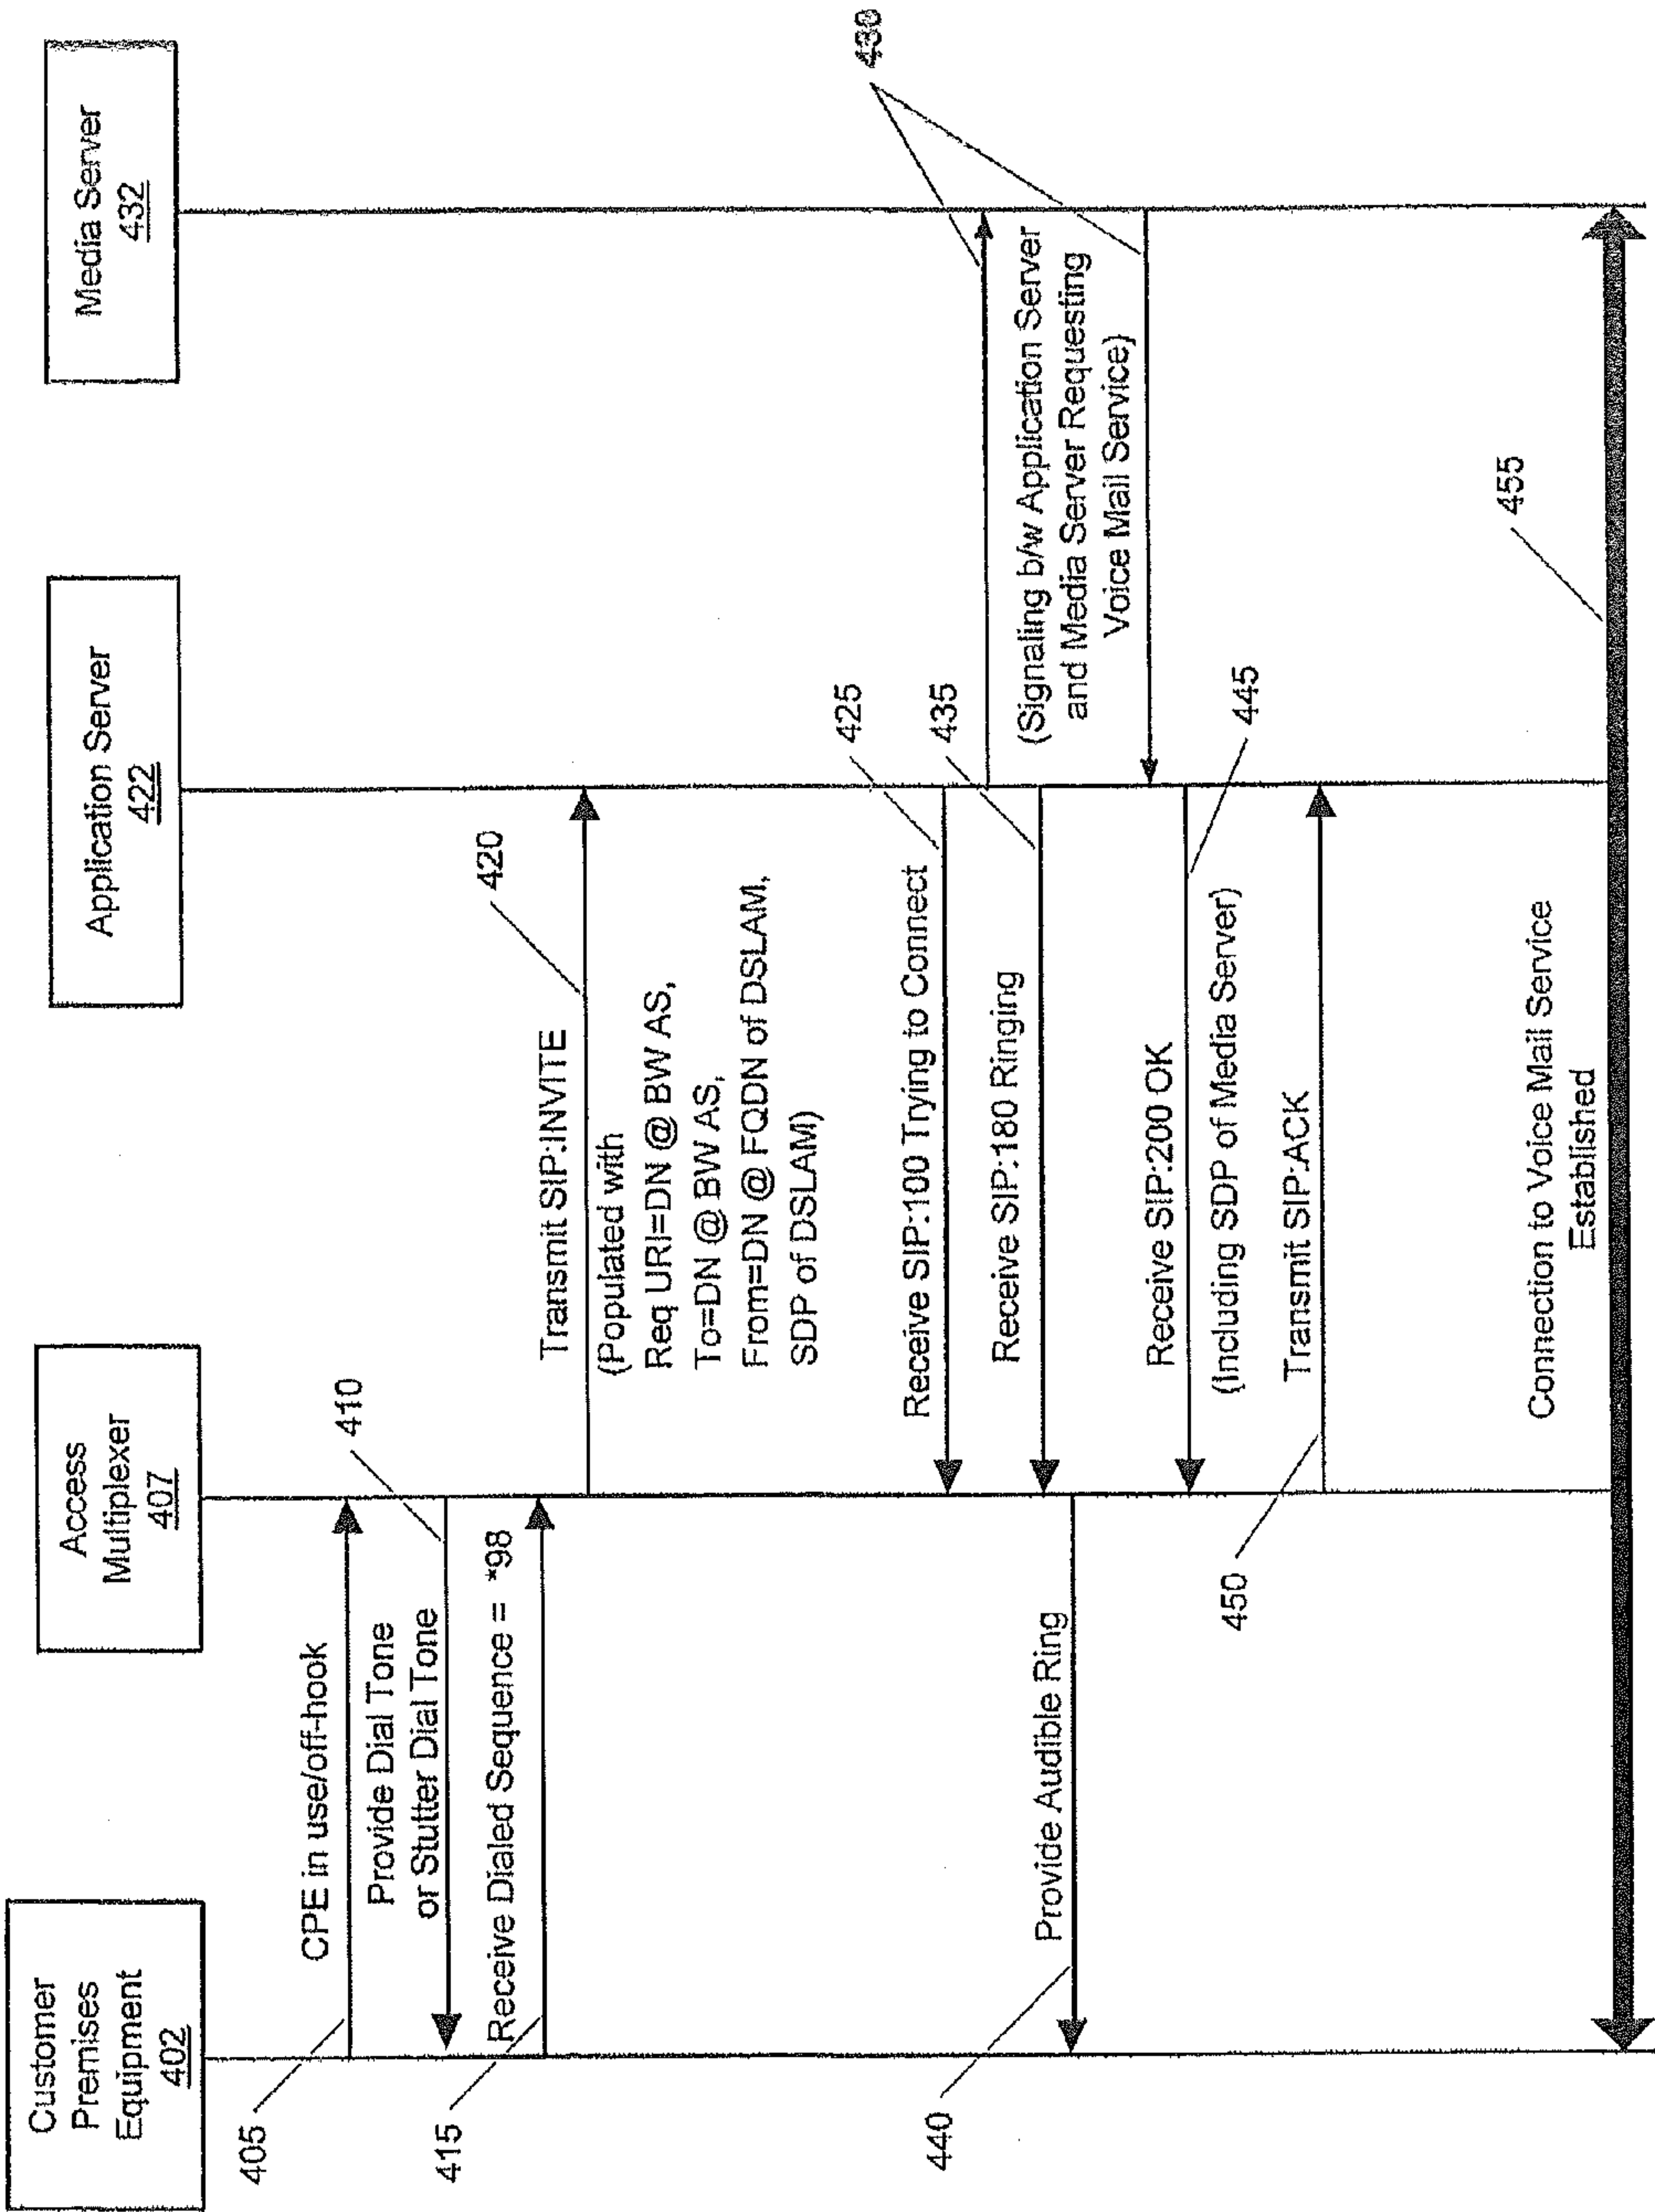 Customer
Premises
Equipment
402
Access
Multiplexer
407
Application Server
422
Media Server
432
405
CPE in use/off-hook
410
Provide Dial Tone
or Stutter Dial Tone
415
Receive Dialed Sequence = *98
420
Transmit SIP:INVITE
(Populated with
Req URI=DN @ BW AS,
To=DN @ BW AS,
From=DN @ FQDN of DSLAM,
SDP of DSLAM)
425
Receive SIP:100 Trying to Connect
430
(Signaling b/w Application Server
and Media Server Requesting
Voice Mail Service)
435
Receive SIP:180 Ringing
440
Provide Audible Ring
445
Receive SIP:200 OK
(Including SDP of Media Server)
450
Transmit SIP:ACK
455
Connection to Voice Mail Service
Established